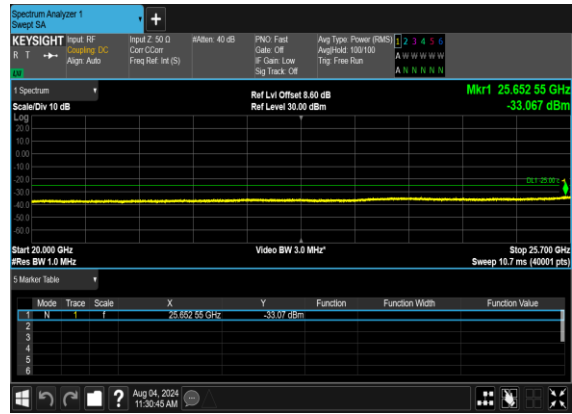 Spectrum Analyzer 1
Swept SA
KEYSIGHT Input: RF Input Z: 50 Ω #Atten: 40 dB PNO: Fast Avg Type: Power (RMS) 1 2 3 4 5 6
R T Coupling: DC Corr CCorr Gate: Off Avg|Hold: 100/100 A W W W W W
Align: Auto Freq Ref: Int (S) IF Gain: Low Trig: Free Run
Sig Track: Off A N N N N N
1 Spectrum Ref Lvl Offset 8.60 dB Mkr1 25.652 55 GHz
Scale/Div 10 dB Ref Level 30.00 dBm -33.067 dBm
Log
20.0
10.0
0.00
-10.0
-20.0
DL1 -25.00
-30.0
-40.0
-50.0
-60.0
Start 20.000 GHz Video BW 3.0 MHz* Stop 25.700 GHz
#Res BW 1.0 MHz Sweep 10.7 ms (40001 pts)
5 Marker Table
Mode Trace Scale X Y Function Function Width Function Value
1 N 1 f 25.652 55 GHz -33.07 dBm
2
3
4
5
6
? Aug 04, 2024
11:30:45 AM